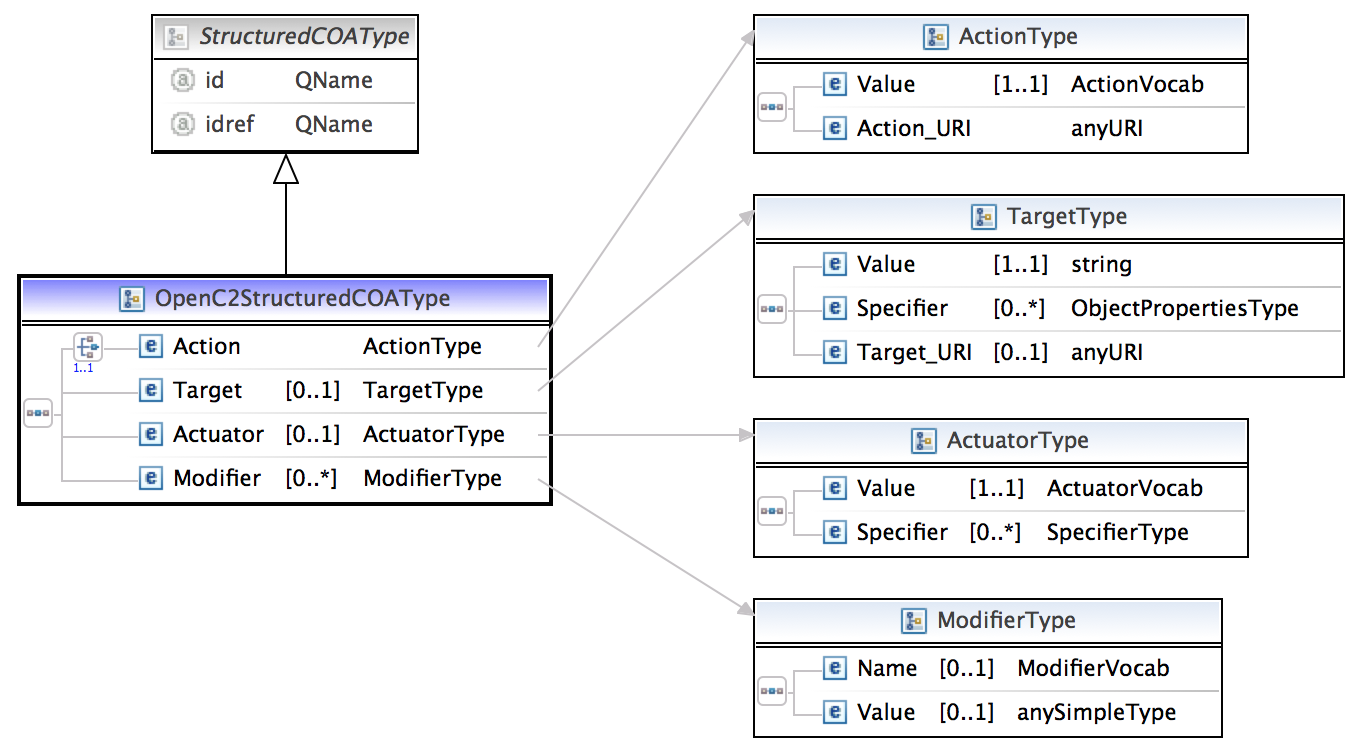 StructuredCOAType
id QName
idref QName
OpenC2StructuredCOAType
1..1
Action ActionType
Target [0..1] TargetType
Actuator [0..1] ActuatorType
Modifier [0..*] ModifierType
ActionType
Value [1..1] ActionVocab
Action_URI anyURI
TargetType
Value [1..1] string
Specifier [0..*] ObjectPropertiesType
Target_URI [0..1] anyURI
ActuatorType
Value [1..1] ActuatorVocab
Specifier [0..*] SpecifierType
ModifierType
Name [0..1] ModifierVocab
Value [0..1] anySimpleType